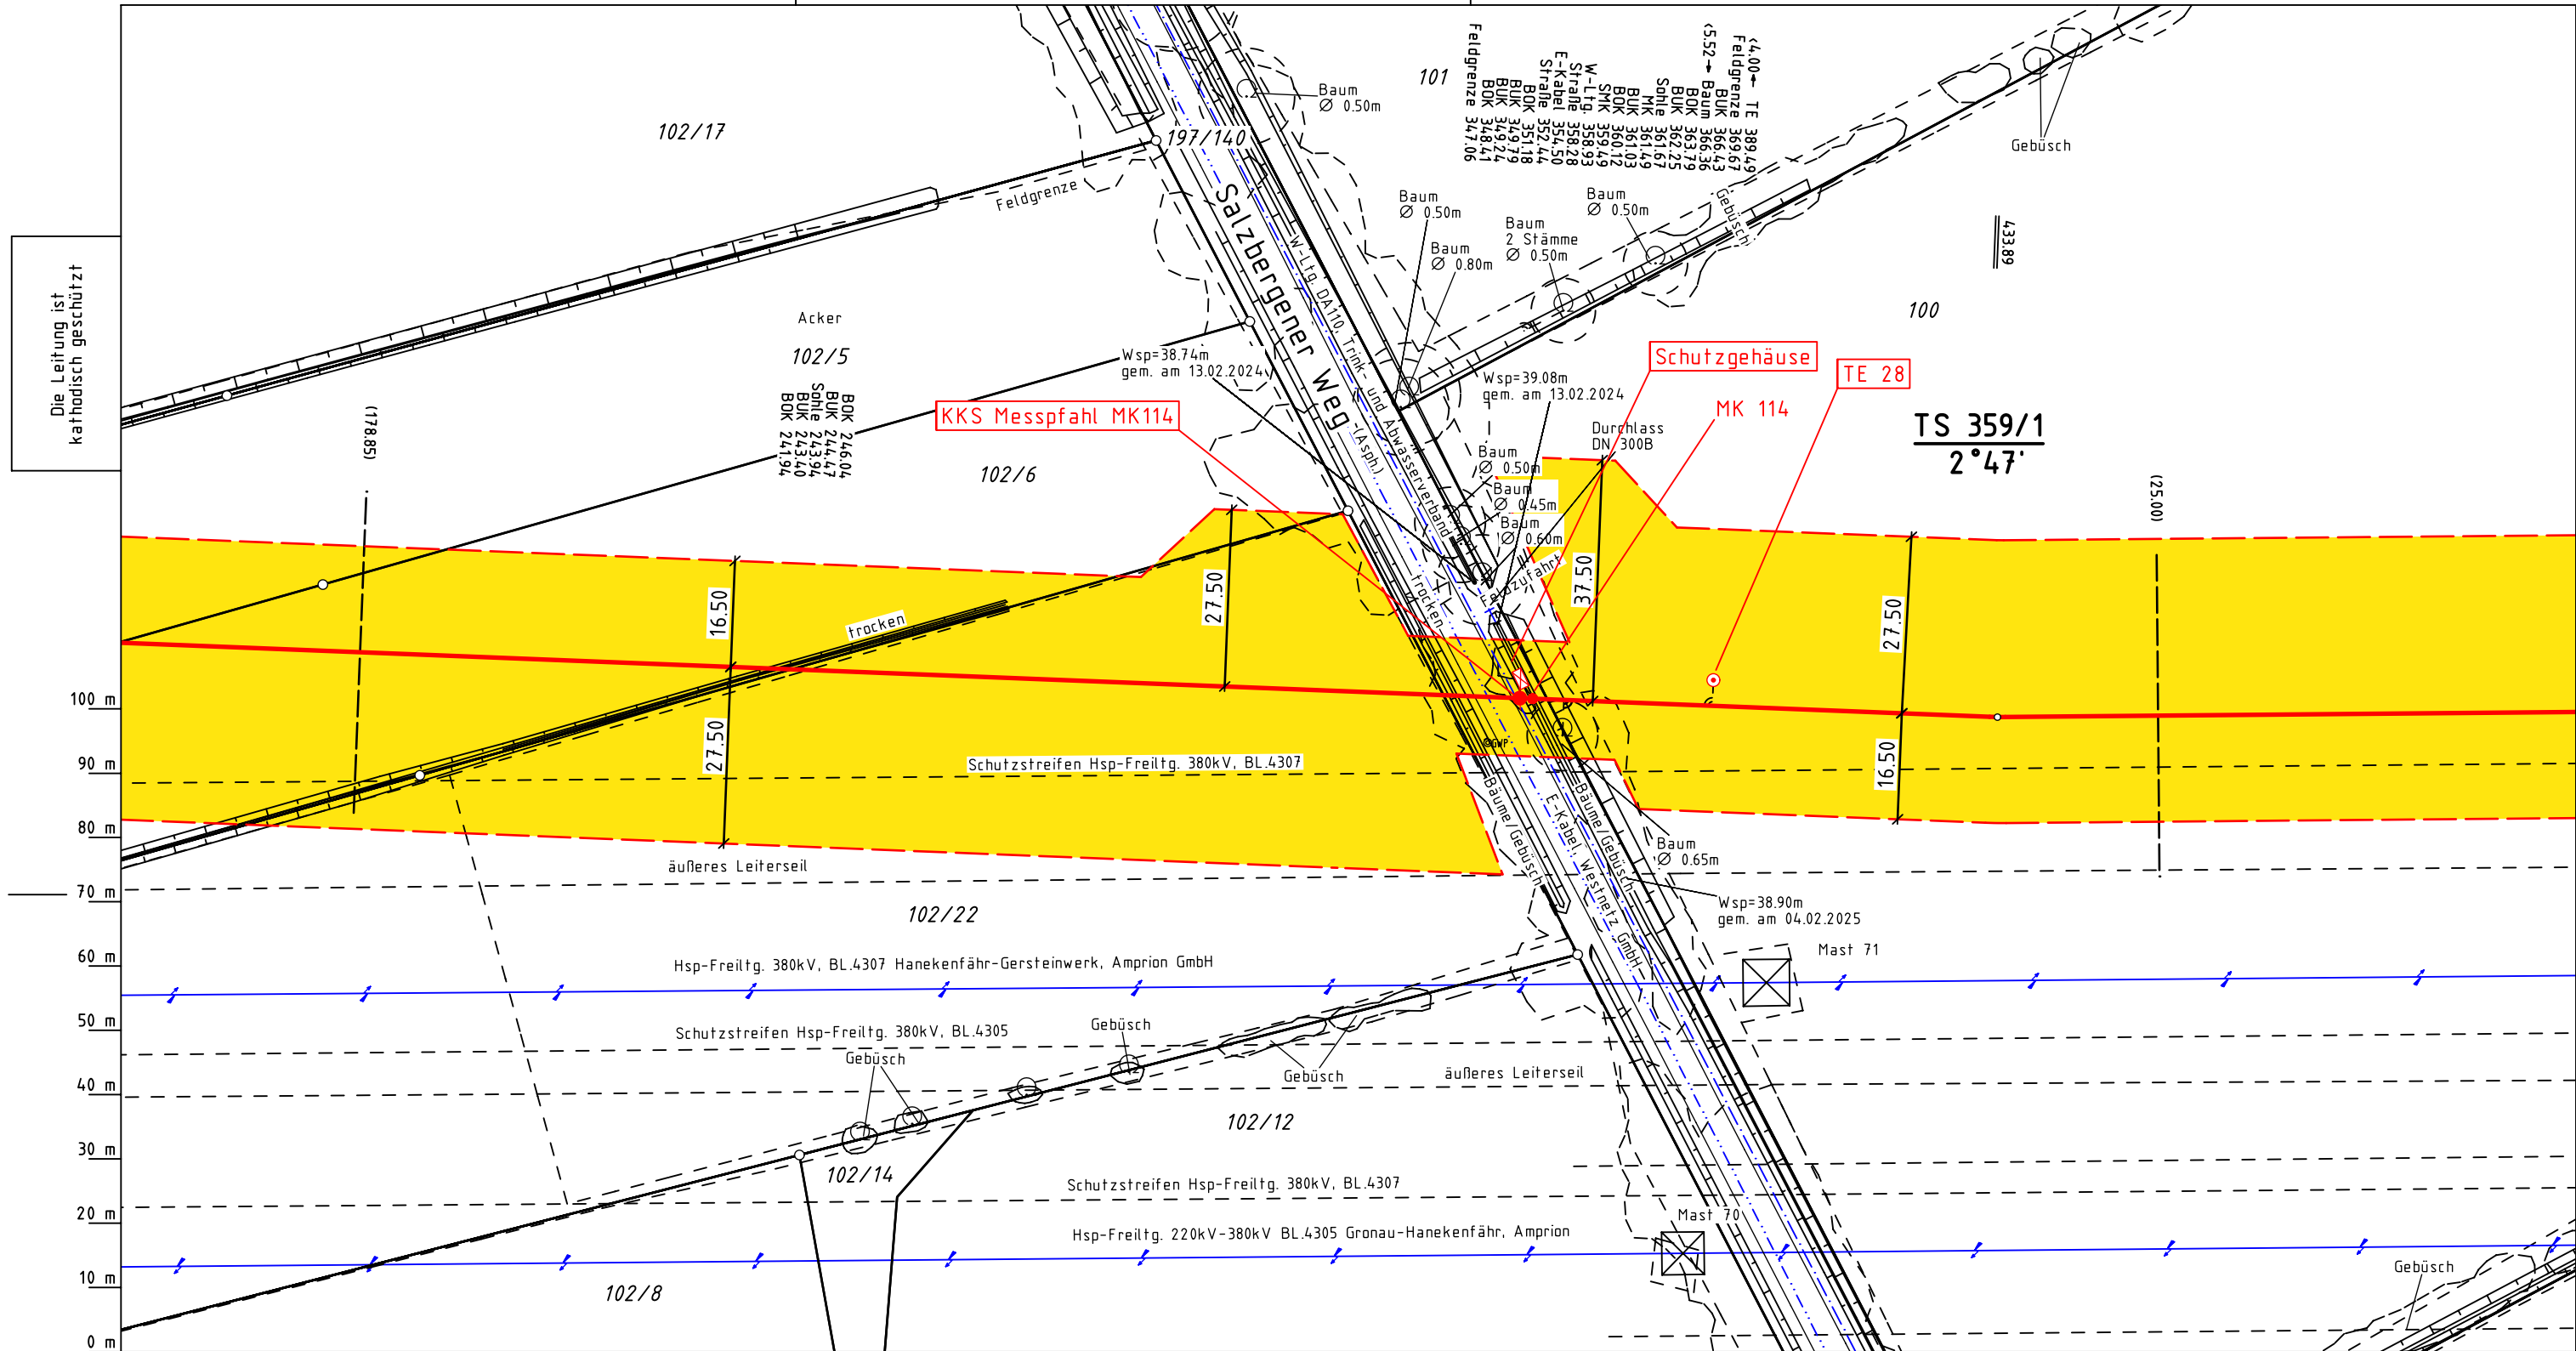 Die Leitung ist
kathodisch geschützt
102/17
197/140
Feldgrenze
Baum
Ø 0.50m
101
<4.00→ TE 389.49
Feldgrenze 369.67
BUK 366.43
<5.52→ Baum 366.36
BOK 363.79
BUK 362.25
Sohle 361.67
MK 361.49
BUK 361.03
BOK 360.12
SMK 359.49
W-Ltg. 358.93
Straße 358.28
E-Kabel 354.50
Straße 352.44
BOK 351.18
BUK 349.79
BUK 349.24
BOK 348.41
Feldgrenze 347.06
Gebüsch
Baum
Ø 0.50m
Baum
Ø 0.80m
Baum
2 Stämme
Ø 0.50m
Baum
Ø 0.50m
Gebüsch
433.89
100
Salzbergener Weg
(Asph.)
W-Ltg. DA110, Trink- und Abwasserverband
Acker
102/5
BOK 246.04
BUK 244.47
Sohle 243.94
BUK 243.40
BOK 241.94
(178.85)
Wsp=38.74m
gem. am 13.02.2024
Wsp=39.08m
gem. am 13.02.2024
Schutzgehäuse
TE 28
KKS Messpfahl MK114
MK 114
TS 359/1
2°47'
Durchlass
DN 300B
102/6
Baum
Ø 0.50m
Baum
Ø 0.45m
Baum
Ø 0.60m
(25.00)
Feldzufahrt
trocken
trocken
16.50
27.50
27.50
37.50
27.50
16.50
©GWP
Schutzstreifen Hsp-Freiltg. 380kV, BL.4307
Bäume/Gebüsch
Bäume/Gebüsch
E-Kabel, Westnetz GmbH
Baum
Ø 0.65m
äußeres Leiterseil
102/22
Wsp=38.90m
gem. am 04.02.2025
Mast 71
Hsp-Freiltg. 380kV, BL.4307 Hanekenfähr-Gersteinwerk, Amprion GmbH
Schutzstreifen Hsp-Freiltg. 380kV, BL.4305
Gebüsch
Gebüsch
Gebüsch
äußeres Leiterseil
102/12
102/14
Schutzstreifen Hsp-Freiltg. 380kV, BL.4307
Mast 70
Hsp-Freiltg. 220kV-380kV BL.4305 Gronau-Hanekenfähr, Amprion
102/8
Gebüsch
100 m
90 m
80 m
70 m
60 m
50 m
40 m
30 m
20 m
10 m
0 m